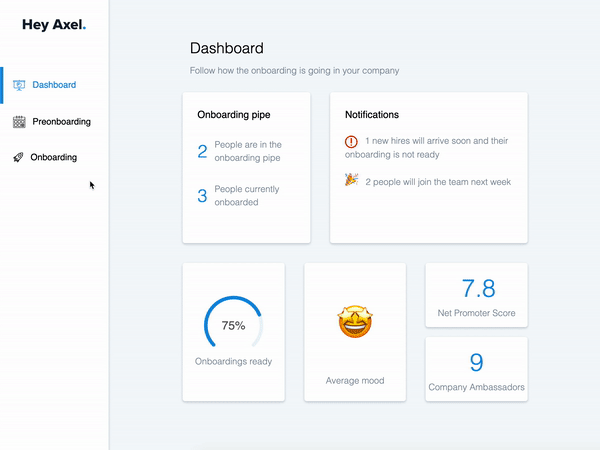 Hey Axel.
Dashboard
Preonboarding
Onboarding
Dashboard
Follow how the onboarding is going in your company
Onboarding pipe
2 People are in the
onboarding pipe
3 People currently
onboarded
Notifications
1 new hires will arrive soon and their
onboarding is not ready
2 people will join the team next week
75%
Onboardings ready
Average mood
7.8
Net Promoter Score
9
Company Ambassadors